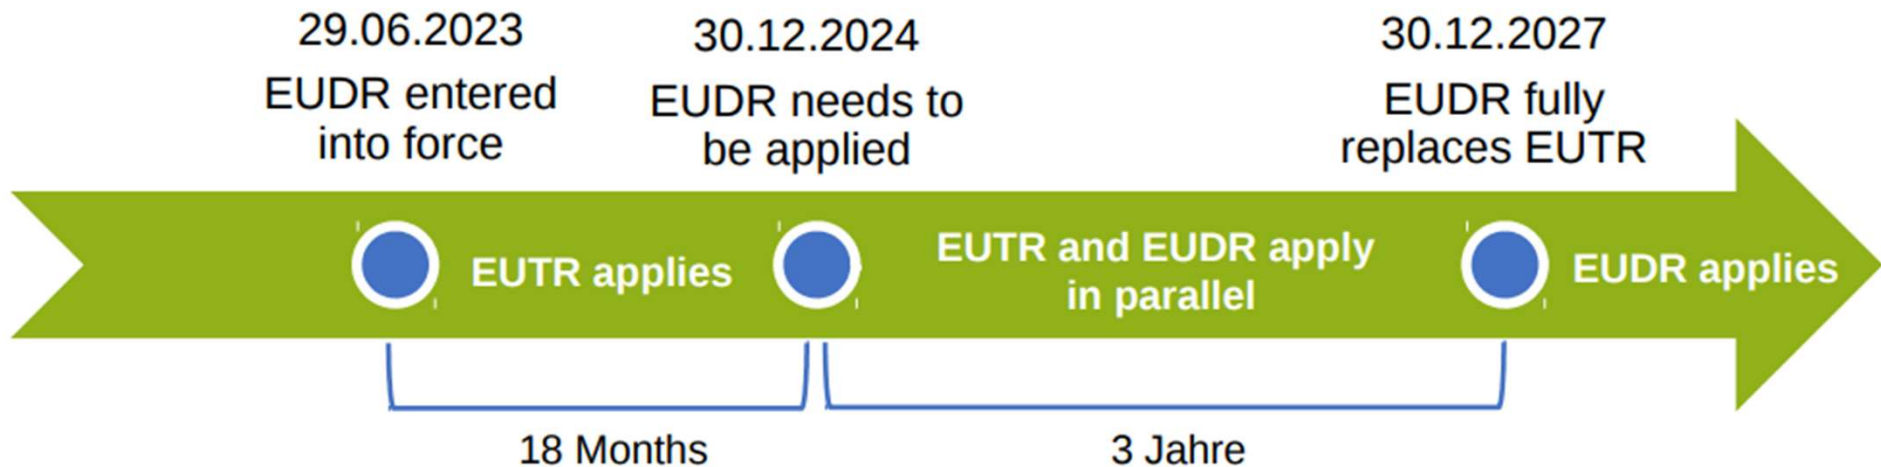 29.06.2023
EUDR entered
into force
30.12.2024
EUDR needs to
be applied
30.12.2027
EUDR fully
replaces EUTR
EUTR applies
EUTR and EUDR apply
in parallel
EUDR applies
18 Months
3 Jahre